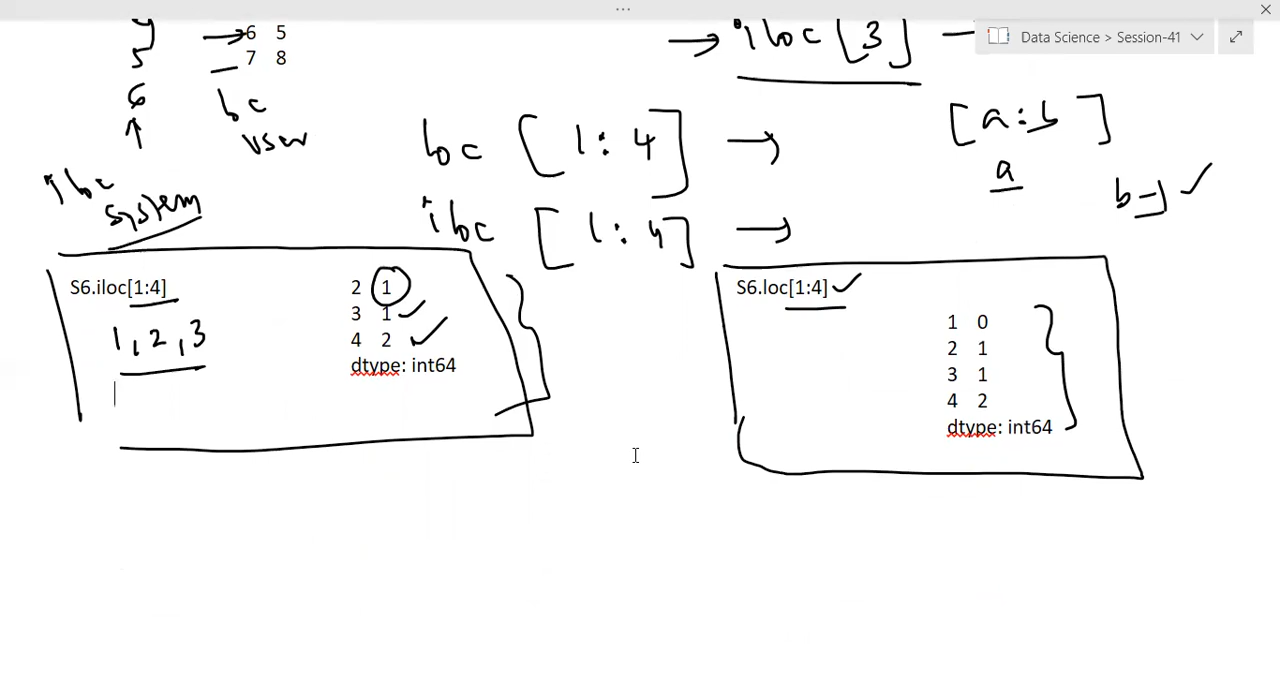 Data Science > Session-41
6 5
5
7 8
6
loc
user
iloc
system
→ iloc [3] —
loc [1:4] →
iloc [1:4] →
[a:b]
a
S6.iloc[1:4]
1, 2, 3
2 1
3 1
4 2
dtype: int64
S6.loc[1:4]
1 0
2 1
3 1
4 2
dtype: int64